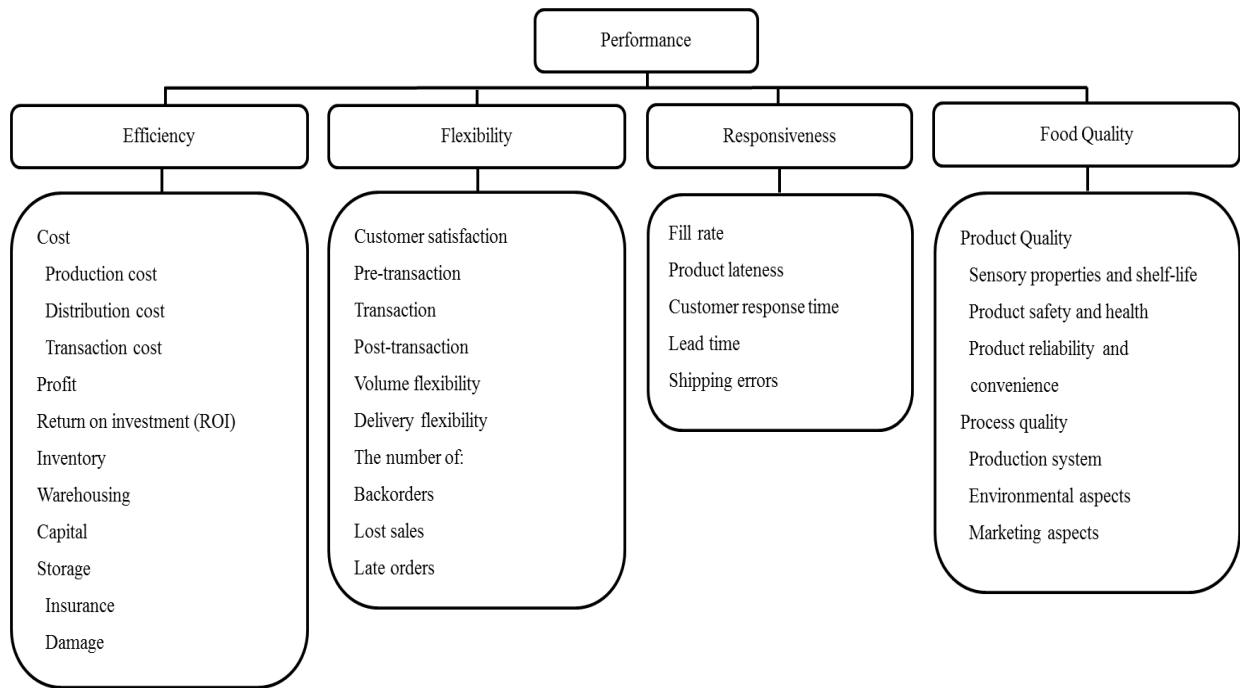 Performance
Efficiency
Flexibility
Responsiveness
Food Quality
Cost
Production cost
Distribution cost
Transaction cost
Profit
Return on investment (ROI)
Inventory
Warehousing
Capital
Storage
Insurance
Damage
Customer satisfaction
Pre-transaction
Transaction
Post-transaction
Volume flexibility
Delivery flexibility
The number of:
Backorders
Lost sales
Late orders
Fill rate
Product lateness
Customer response time
Lead time
Shipping errors
Product Quality
Sensory properties and shelf-life
Product safety and health
Product reliability and
convenience
Process quality
Production system
Environmental aspects
Marketing aspects